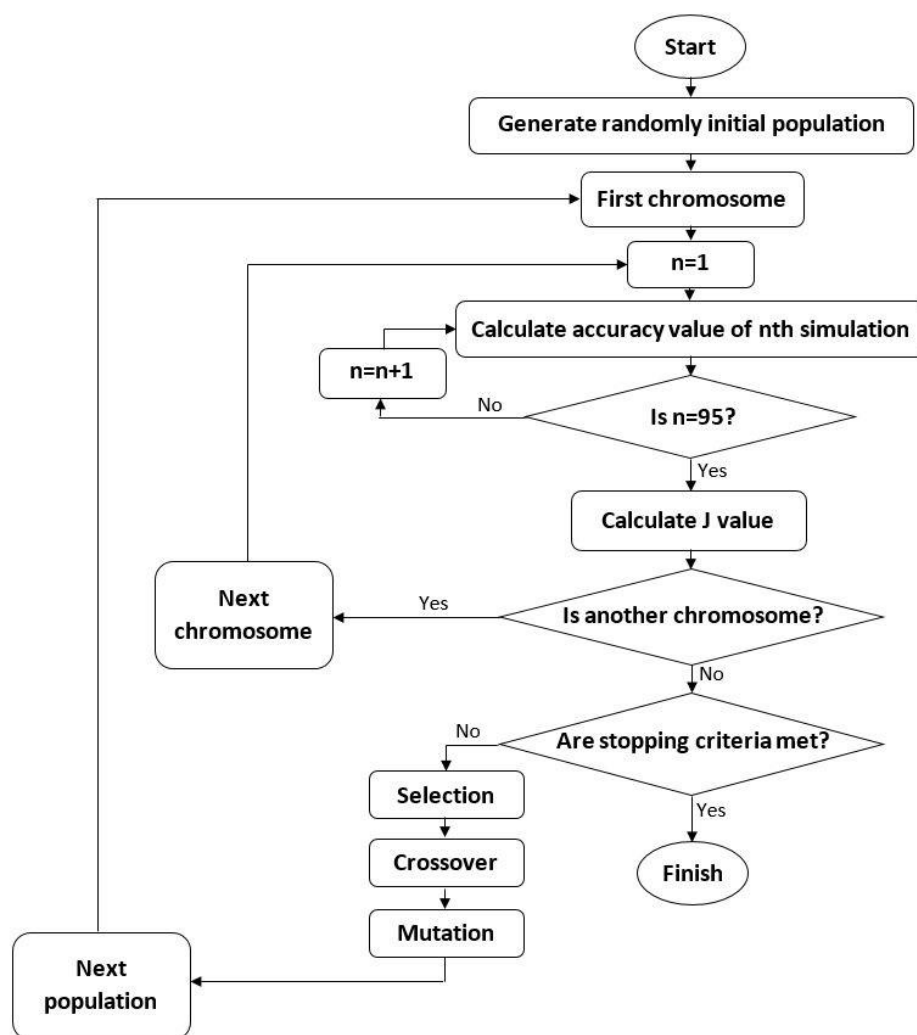 Start
Generate randomly initial population
First chromosome
n=1
Calculate accuracy value of nth simulation
n=n+1
No
Is n=95?
Yes
Calculate J value
Next
chromosome
Yes
Is another chromosome?
No
No
Are stopping criteria met?
Selection
Yes
Crossover
Finish
Mutation
Next
population